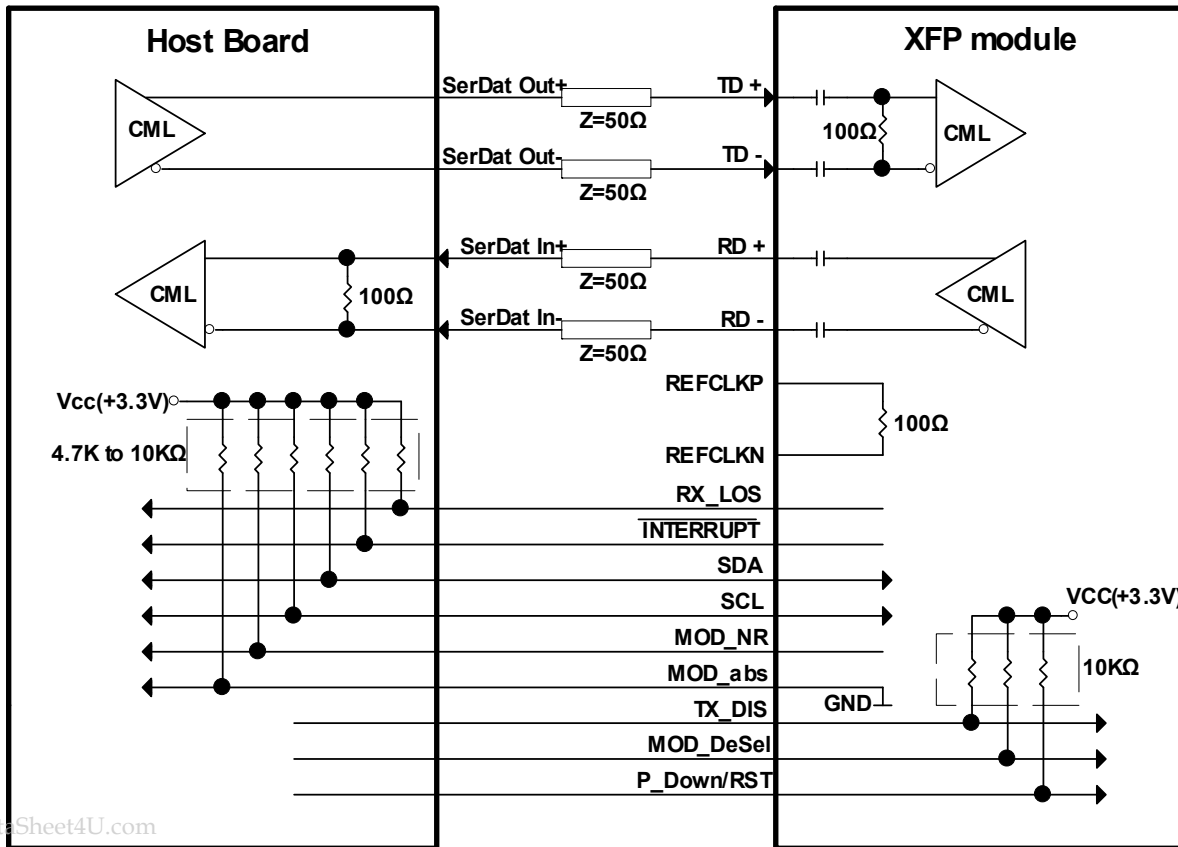 Host Board
XFP module
CML
SerDat Out+
Z=50Ω
TD +
100Ω
CML
SerDat Out-
Z=50Ω
TD -
CML
100Ω
SerDat In+
Z=50Ω
RD +
CML
SerDat In-
Z=50Ω
RD -
REFCLKP
100Ω
REFCLKN
Vcc(+3.3V)
4.7K to 10KΩ
RX_LOS
INTERRUPT
SDA
SCL
MOD_NR
MOD_abs
GND
VCC(+3.3V)
10KΩ
TX_DIS
MOD_DeSel
P_Down/RST
taSheet4U.com